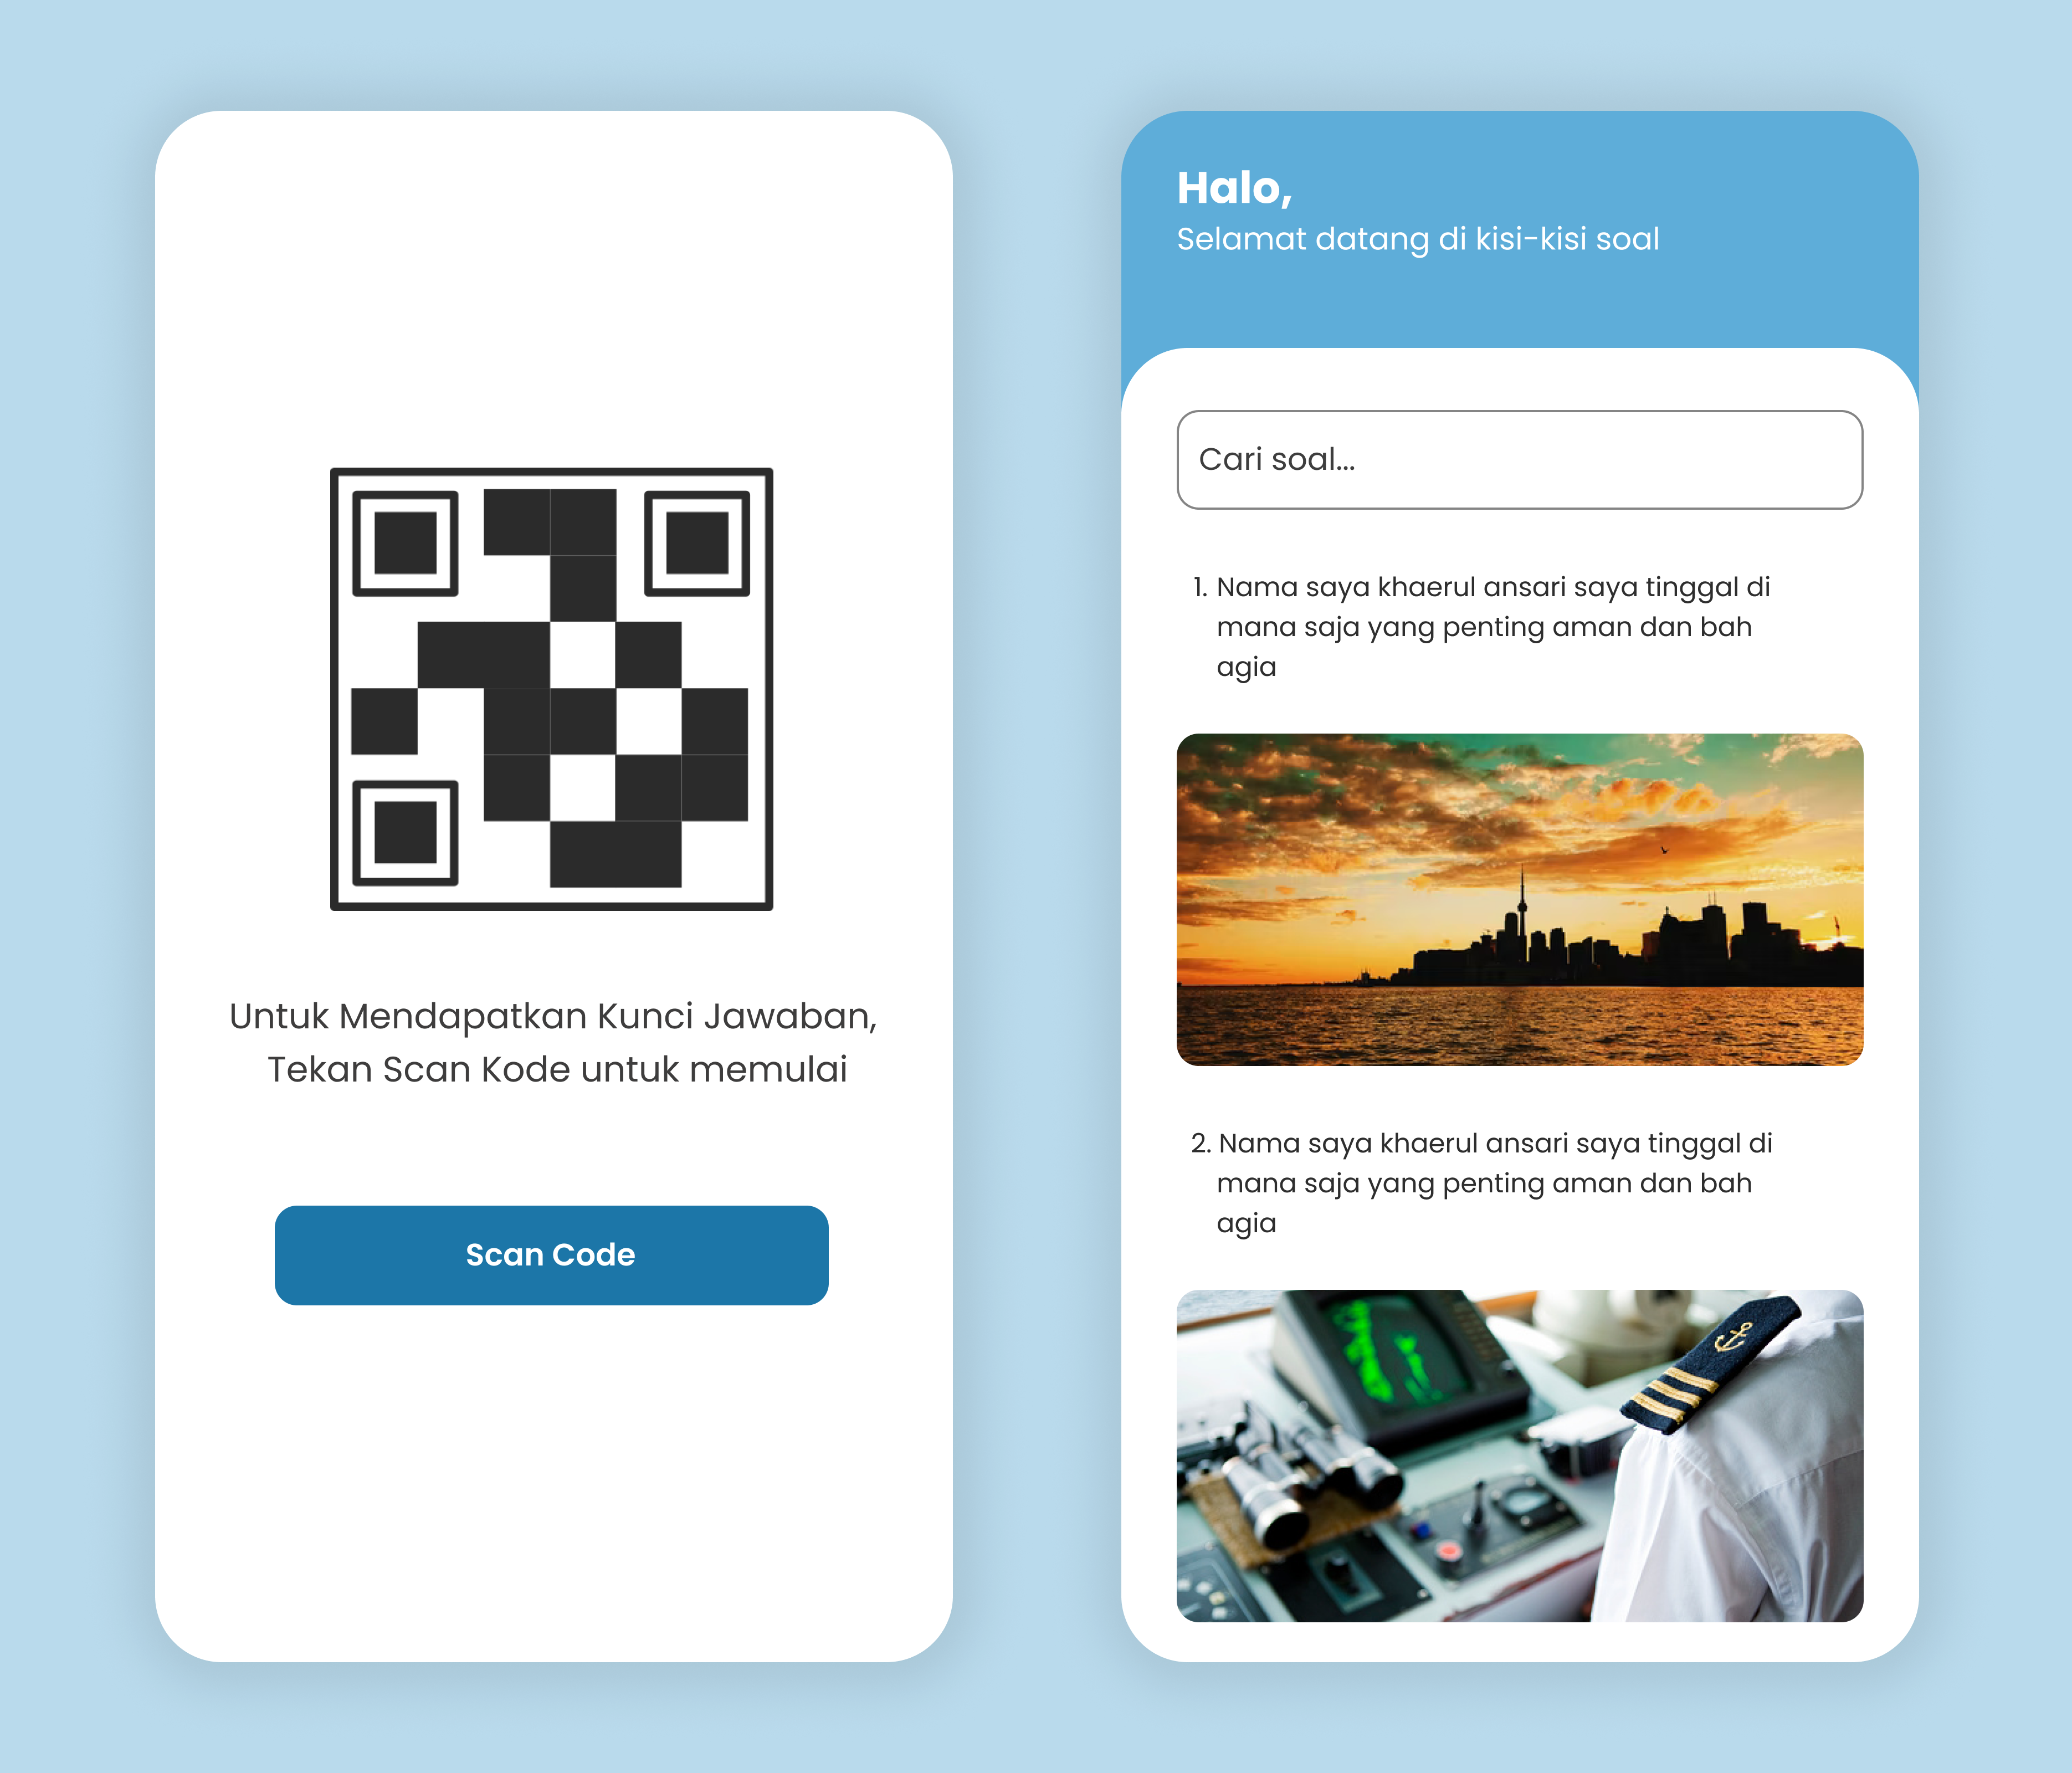 Untuk Mendapatkan Kunci Jawaban,
Tekan Scan Kode untuk memulai
Scan Code
Halo,
Selamat datang di kisi-kisi soal
Cari soal...
1. Nama saya khaerul ansari saya tinggal di
mana saja yang penting aman dan bah
agia
2. Nama saya khaerul ansari saya tinggal di
mana saja yang penting aman dan bah
agia